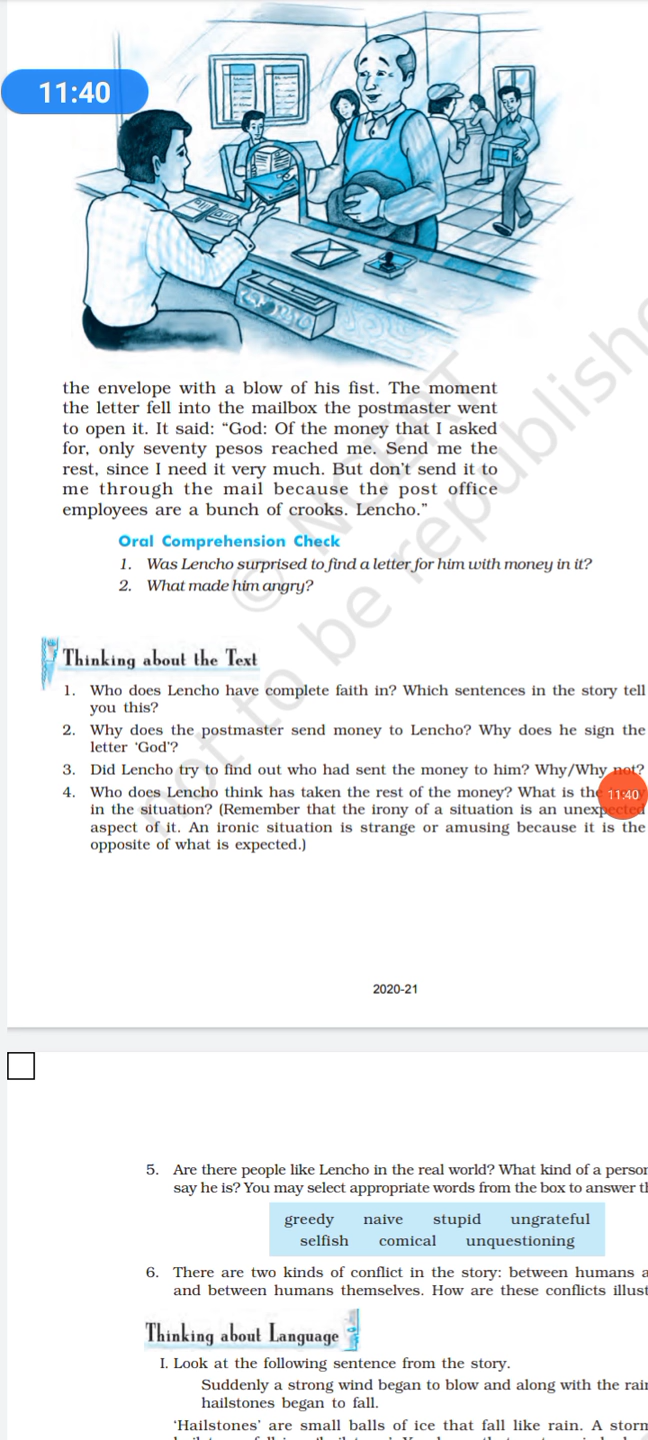 11:40
the envelope with a blow of his fist. The moment
the letter fell into the mailbox the postmaster went
to open it. It said: “God: Of the money that I asked
for, only seventy pesos reached me. Send me the
rest, since I need it very much. But don’t send it to
me through the mail because the post office
employees are a bunch of crooks. Lencho.”
Oral Comprehension Check
1. Was Lencho surprised to find a letter for him with money in it?
2. What made him angry?
Thinking about the Text
1. Who does Lencho have complete faith in? Which sentences in the story tell
you this?
2. Why does the postmaster send money to Lencho? Why does he sign the
letter ‘God’?
3. Did Lencho try to find out who had sent the money to him? Why/Why not?
4. Who does Lencho think has taken the rest of the money? What is the
11:40
in the situation? (Remember that the irony of a situation is an unexpected
aspect of it. An ironic situation is strange or amusing because it is the
opposite of what is expected.)
© NCERT
not to be republishe
2020-21
5. Are there people like Lencho in the real world? What kind of a person
say he is? You may select appropriate words from the box to answer
greedy naive stupid ungrateful
selfish comical unquestioning
6. There are two kinds of conflict in the story: between humans a
and between humans themselves. How are these conflicts illust
Thinking about Language
I. Look at the following sentence from the story.
Suddenly a strong wind began to blow and along with the rain
hailstones began to fall.
‘Hailstones’ are small balls of ice that fall like rain. A storm